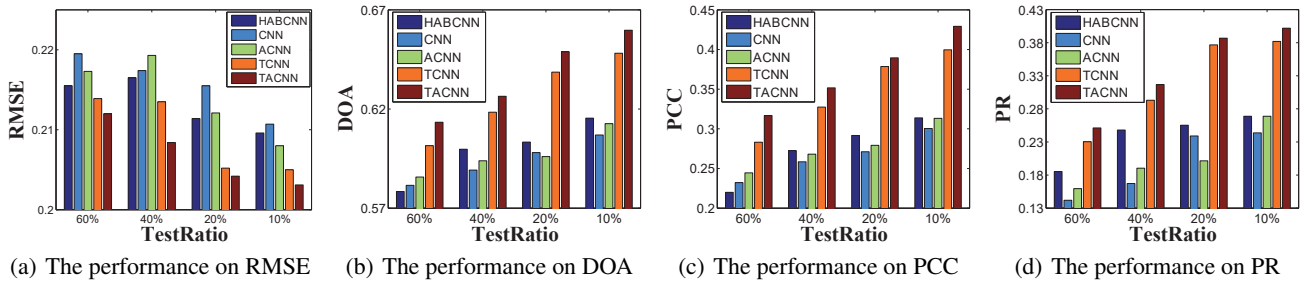 HABCNN
CNN
ACNN
TCNN
TACNN
0.22
0.21
0.2
RMSE
60% 40% 20% 10%
TestRatio
(a) The performance on RMSE
HABCNN
CNN
ACNN
TCNN
TACNN
0.67
0.62
0.57
DOA
60% 40% 20% 10%
TestRatio
(b) The performance on DOA
HABCNN
CNN
ACNN
TCNN
TACNN
0.45
0.4
0.35
0.3
0.25
0.2
PCC
60% 40% 20% 10%
TestRatio
(c) The performance on PCC
HABCNN
CNN
ACNN
TCNN
TACNN
0.43
0.38
0.33
0.28
0.23
0.18
0.13
PR
60% 40% 20% 10%
TestRatio
(d) The performance on PR